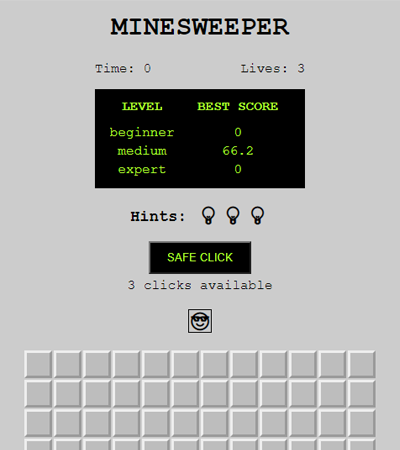 MINESWEEPER
Time: 0 Lives: 3
LEVEL BEST SCORE
beginner 0
medium 66.2
expert 0
Hints:
SAFE CLICK
3 clicks available